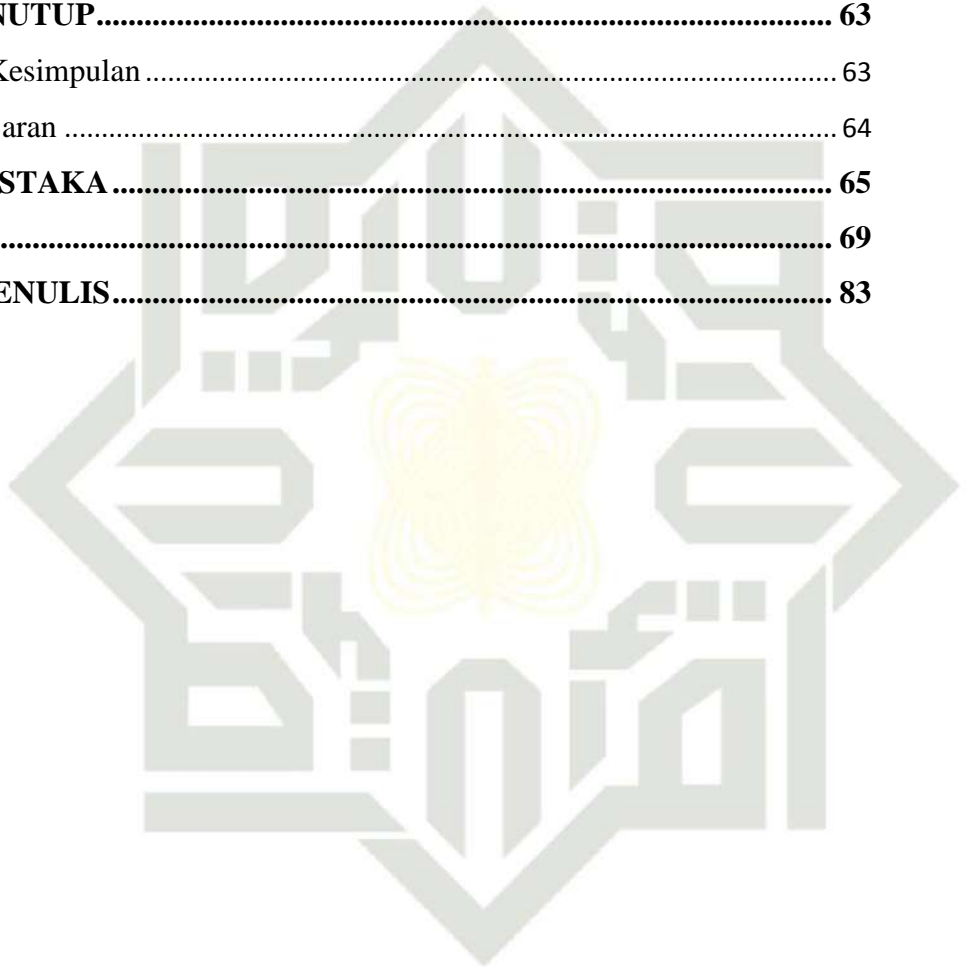 NUTUP.......................................................................................... 63
Kesimpulan ............................................................................................. 63
aran ........................................................................................................ 64
STAKA ........................................................................................ 65
....................................................................................................... 69
ENULIS........................................................................................ 83